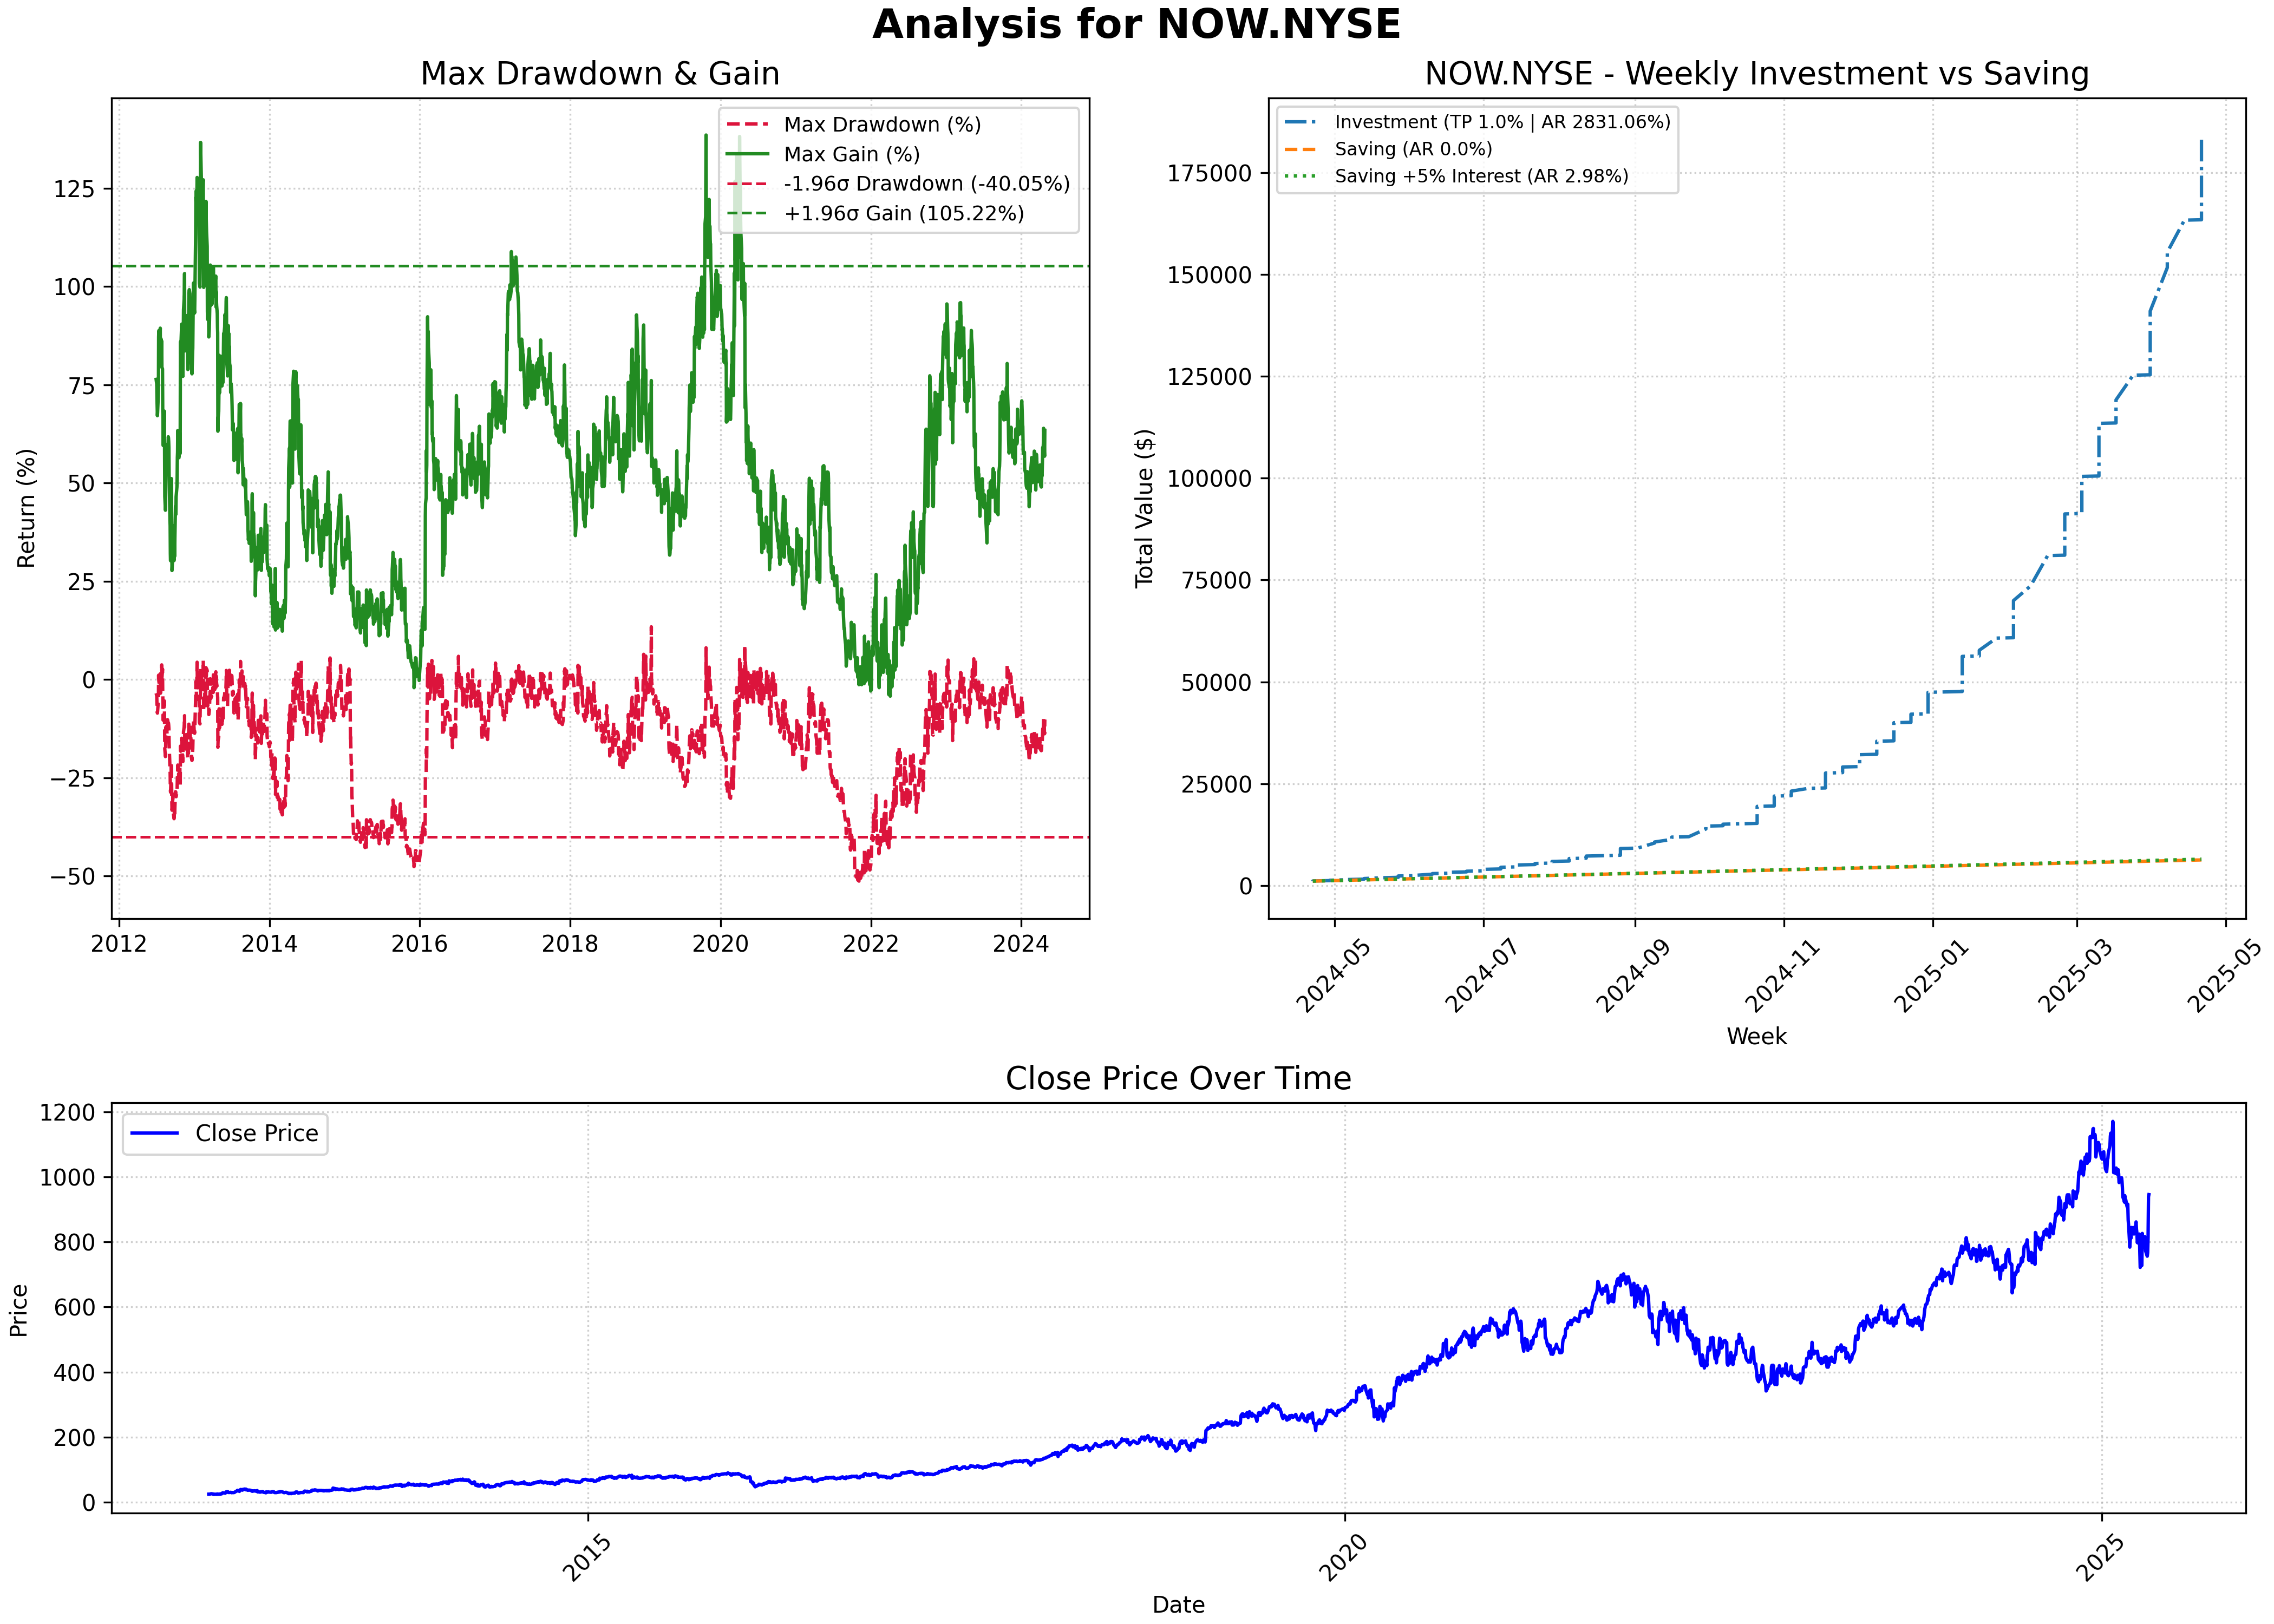 Analysis for NOW.NYSE
Max Drawdown & Gain
Max Drawdown (%)
Max Gain (%)
-1.96σ Drawdown (-40.05%)
+1.96σ Gain (105.22%)
Return (%)
125
100
75
50
25
0
−25
−50
2012 2014 2016 2018 2020 2022 2024
NOW.NYSE - Weekly Investment vs Saving
Investment (TP 1.0% | AR 2831.06%)
Saving (AR 0.0%)
Saving +5% Interest (AR 2.98%)
Total Value ($)
175000
150000
125000
100000
75000
50000
25000
0
2024-05 2024-07 2024-09 2024-11 2025-01 2025-03 2025-05
Week
Close Price Over Time
Close Price
Price
1200
1000
800
600
400
200
0
2015 2020 2025
Date